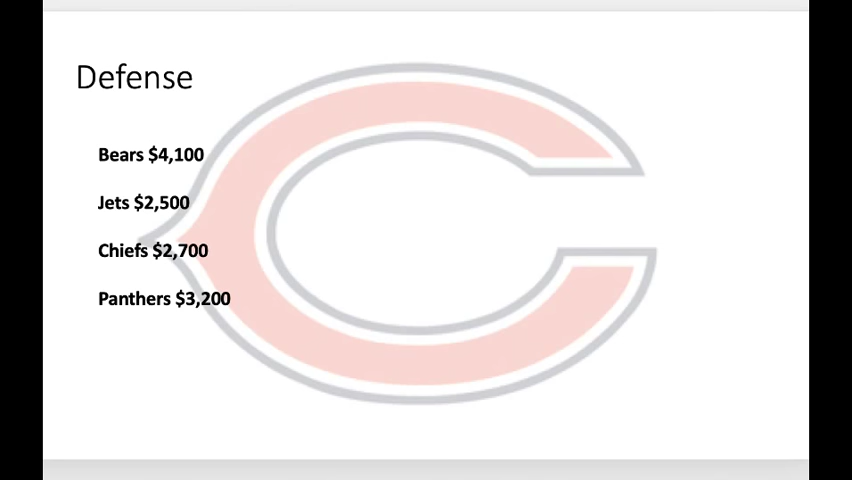 Defense
Bears $4,100
Jets $2,500
Chiefs $2,700
Panthers $3,200